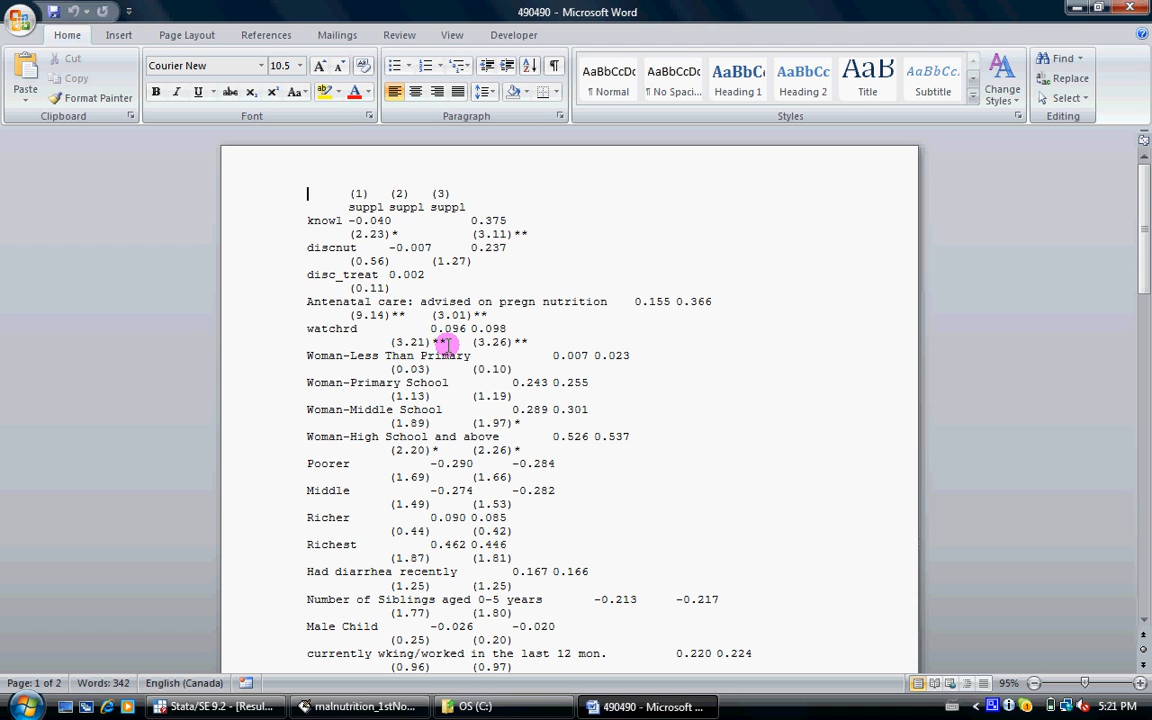 490490 - Microsoft Word
Home Insert Page Layout References Mailings Review View Developer
Paste Cut Copy Format Painter Clipboard
Courier New 10.5 Font
Paragraph
AaBbCcDc AaBbCcDc AaBbC AaBbCc AaB AaBbCc.
¶ Normal ¶ No Spaci... Heading 1 Heading 2 Title Subtitle
Styles
Change Styles
Find Replace Select Editing
(1) (2) (3)
suppl suppl suppl
knowl -0.040 0.375
(2.23)* (3.11)**
discnut -0.007 0.237
(0.56) (1.27)
disc_treat 0.002
(0.11)
Antenatal care: advised on pregn nutrition 0.155 0.366
(9.14)** (3.01)**
watchrd 0.096 0.098
(3.21)** (3.26)**
Woman-Less Than Primary 0.007 0.023
(0.03) (0.10)
Woman-Primary School 0.243 0.255
(1.13) (1.19)
Woman-Middle School 0.289 0.301
(1.89) (1.97)*
Woman-High School and above 0.526 0.537
(2.20)* (2.26)*
Poorer -0.290 -0.284
(1.69) (1.66)
Middle -0.274 -0.282
(1.49) (1.53)
Richer 0.090 0.085
(0.44) (0.42)
Richest 0.462 0.446
(1.87) (1.81)
Had diarrhea recently 0.167 0.166
(1.25) (1.25)
Number of Siblings aged 0-5 years -0.213 -0.217
(1.77) (1.80)
Male Child -0.026 -0.020
(0.25) (0.20)
currently wking/worked in the last 12 mon. 0.220 0.224
(0.96) (0.97)
Page: 1 of 2 Words: 342 English (Canada) 95%
Stata/SE 9.2 - [Resul... malnutrition_1stNo... OS (C:) 490490 - Microsoft ... 5:21 PM